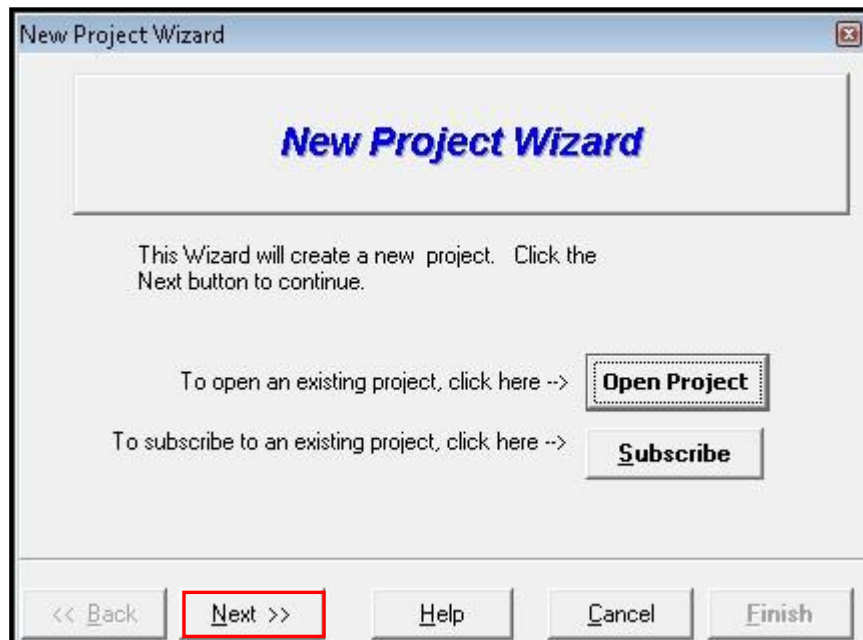 New Project Wizard
New Project Wizard
This Wizard will create a new project. Click the
Next button to continue.
To open an existing project, click here --> Open Project
To subscribe to an existing project, click here --> Subscribe
<< Back Next >> Help Cancel Finish